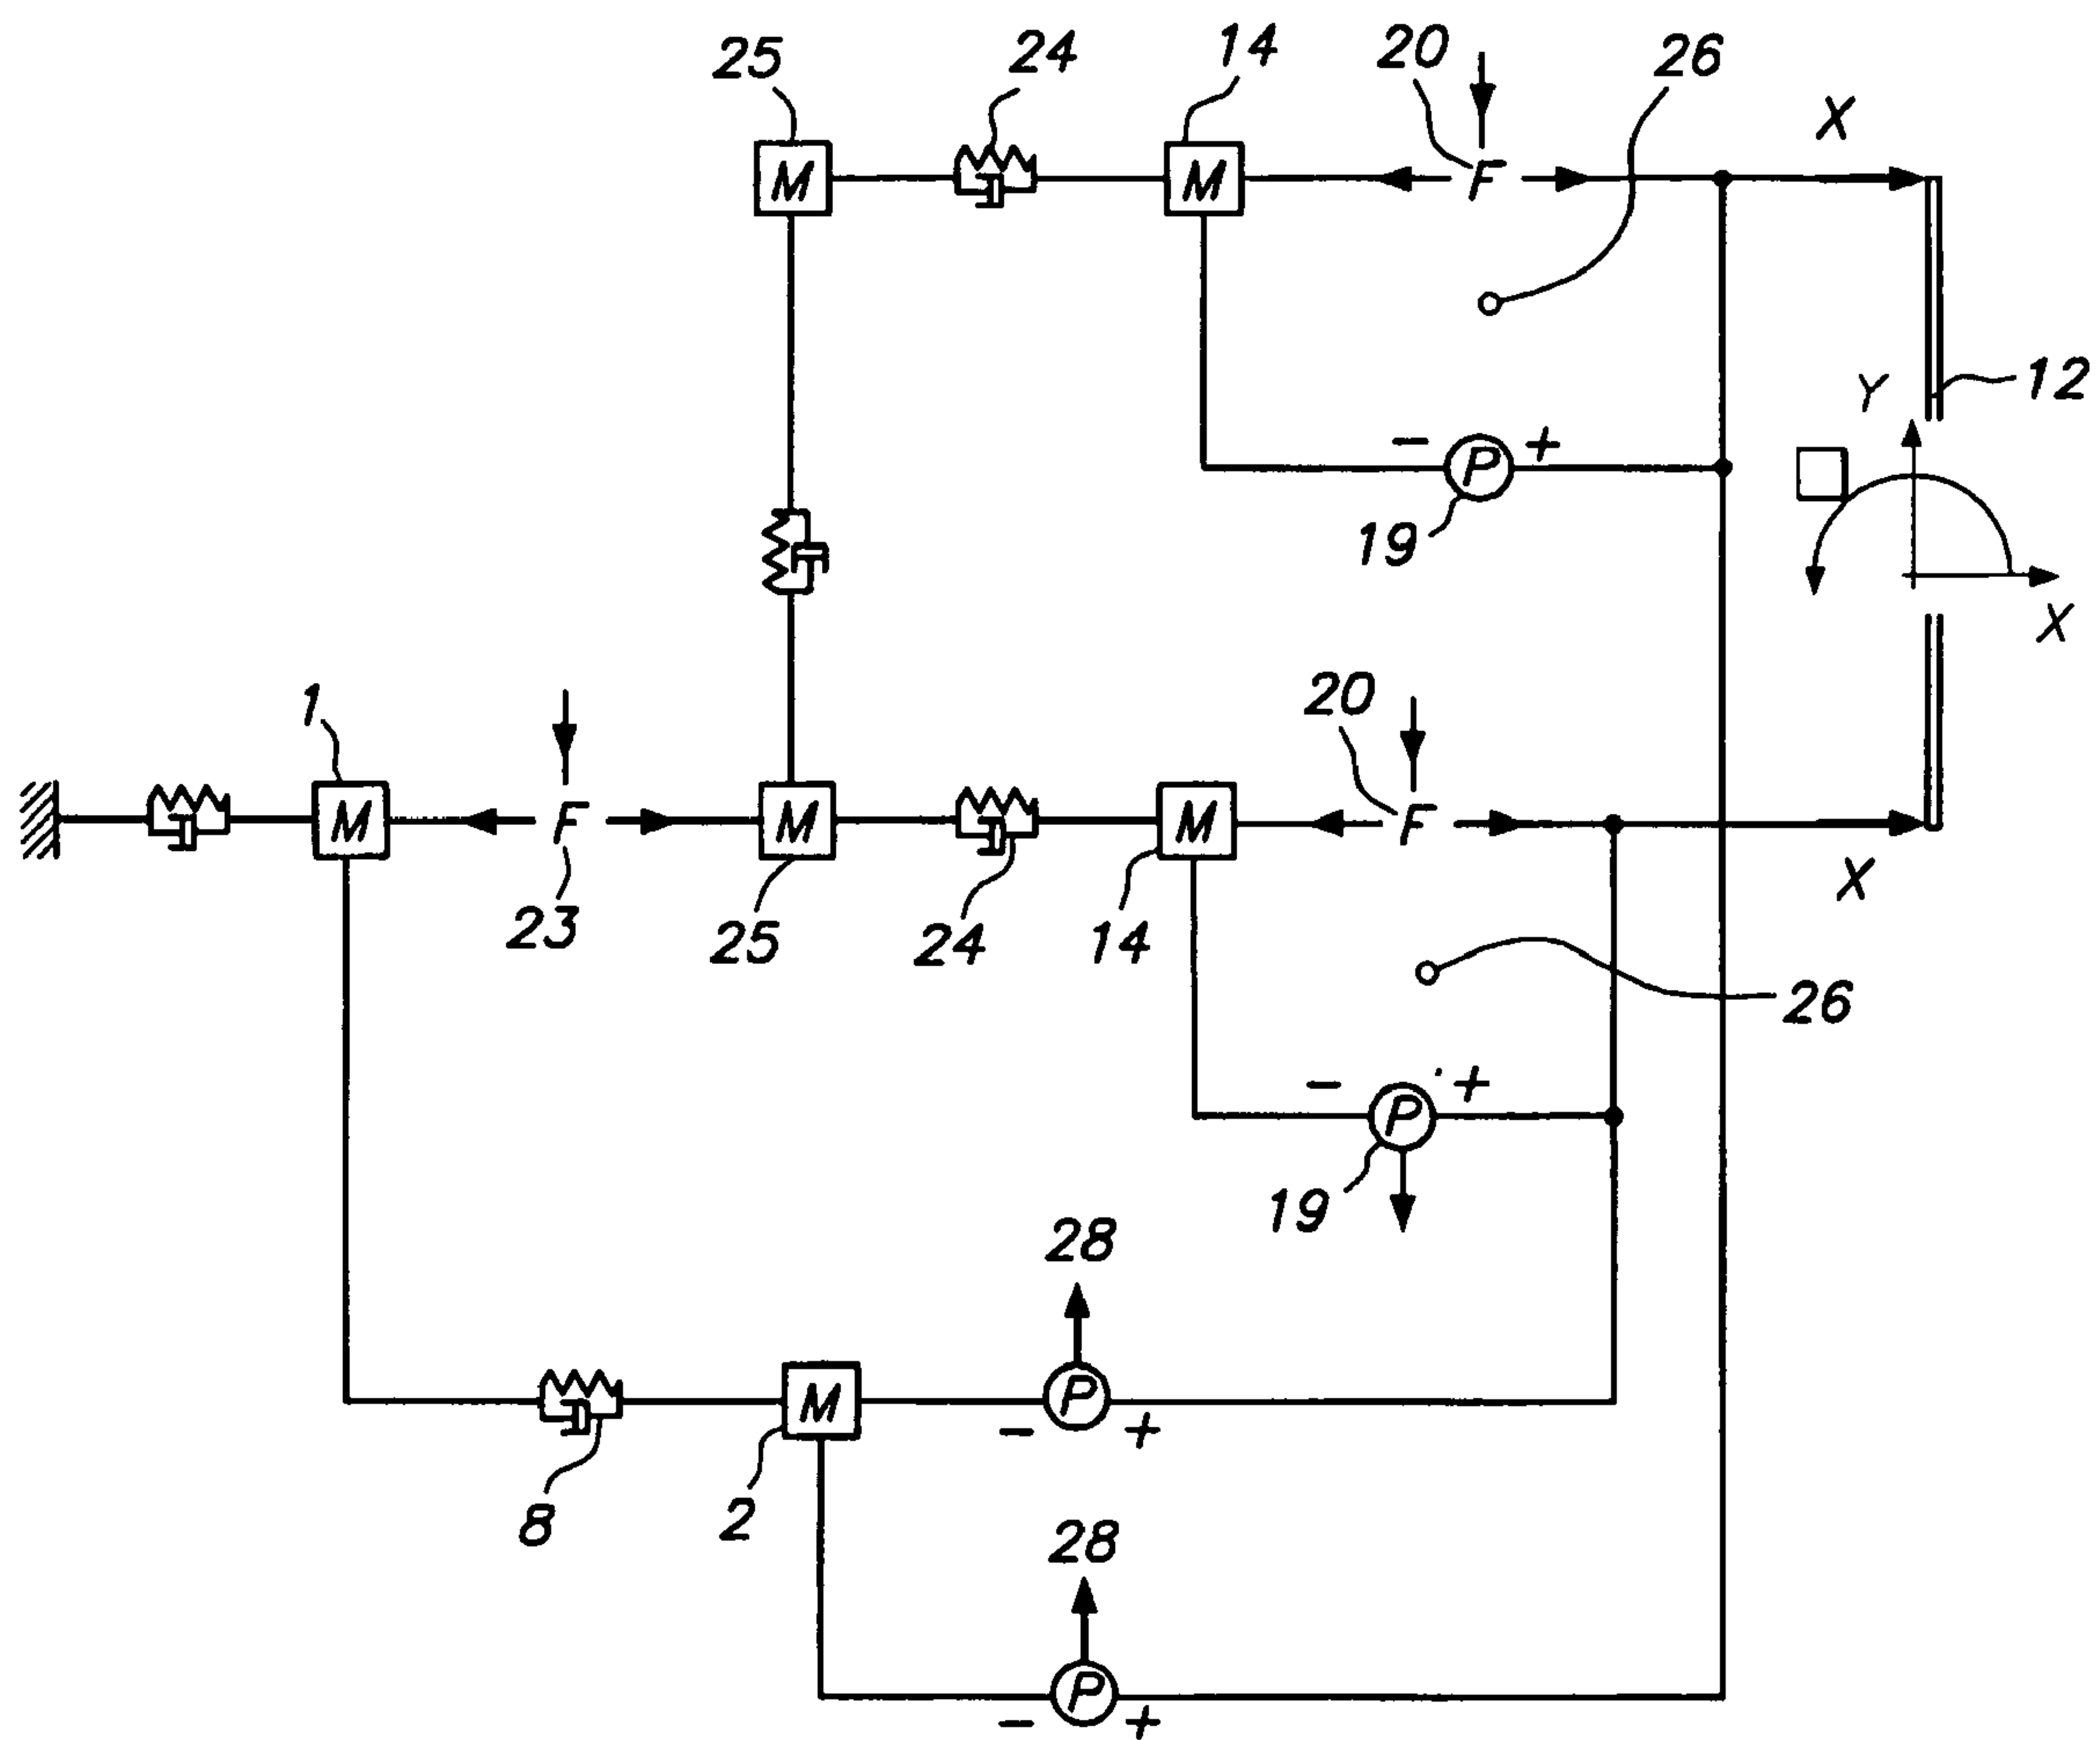 25 24 14 20 26
X
M M F
12
Y
- P +
19
X
20
1
M F M M F
X
23 25 24 14
26
- P +
19
28
M - P +
8 2
28
- P +